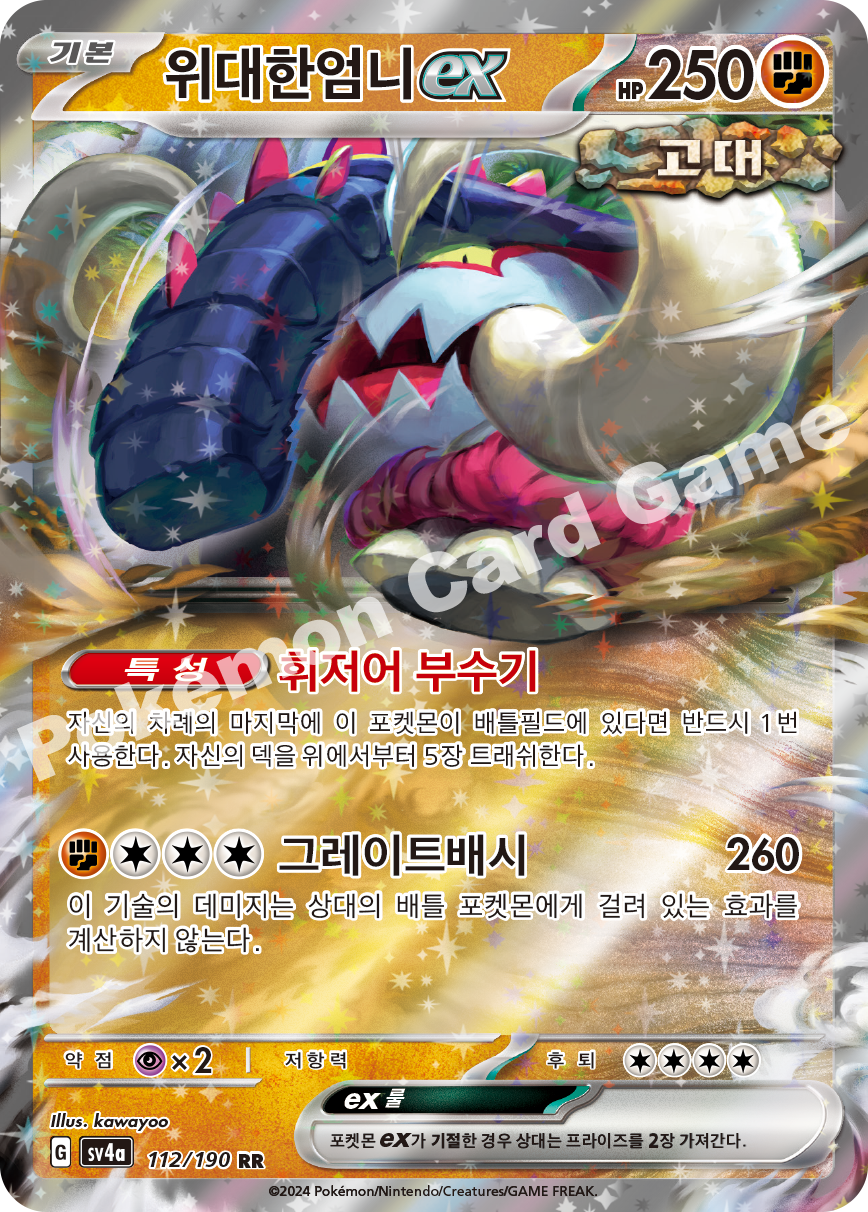 기본 위대한엄니ex HP 250
고대
특성 휘저어 부수기
자신의 차례의 마지막에 이 포켓몬이 배틀필드에 있다면 반드시 1번
사용한다. 자신의 덱을 위에서부터 5장 트래쉬한다.
그레이트배시 260
이 기술의 데미지는 상대의 배틀 포켓몬에게 걸려 있는 효과를
계산하지 않는다.
약점 ×2 저항력 후퇴
ex룰
포켓몬 ex가 기절한 경우 상대는 프라이즈를 2장 가져간다.
Illus. kawayoo
G sv4a 112/190 RR
©2024 Pokémon/Nintendo/Creatures/GAME FREAK.
Pokémon Card Game